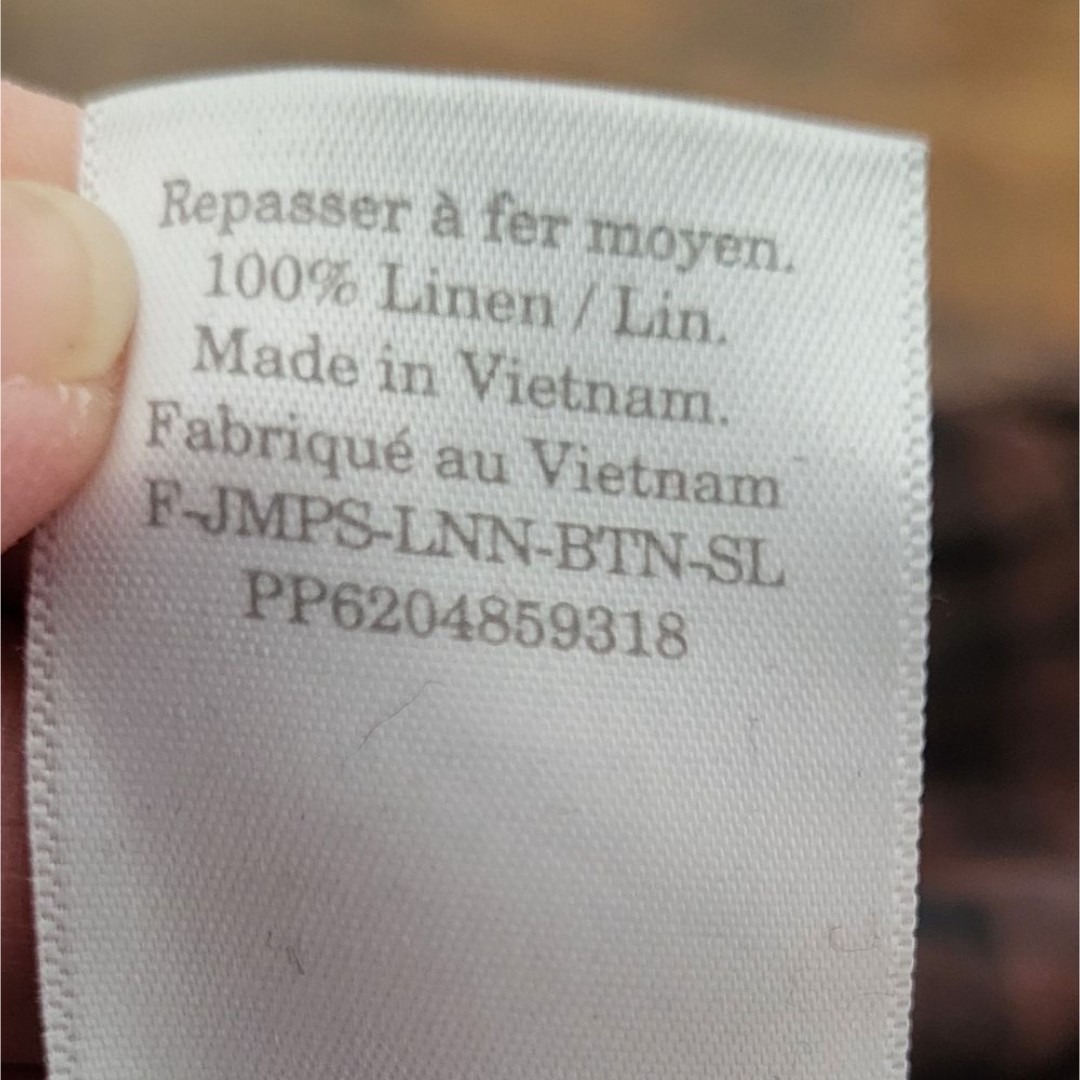 Repasser à fer moyen.
100% Linen / Lin.
Made in Vietnam.
Fabriqué au Vietnam
F-JMPS-LNN-BTN-SL
PP6204859318